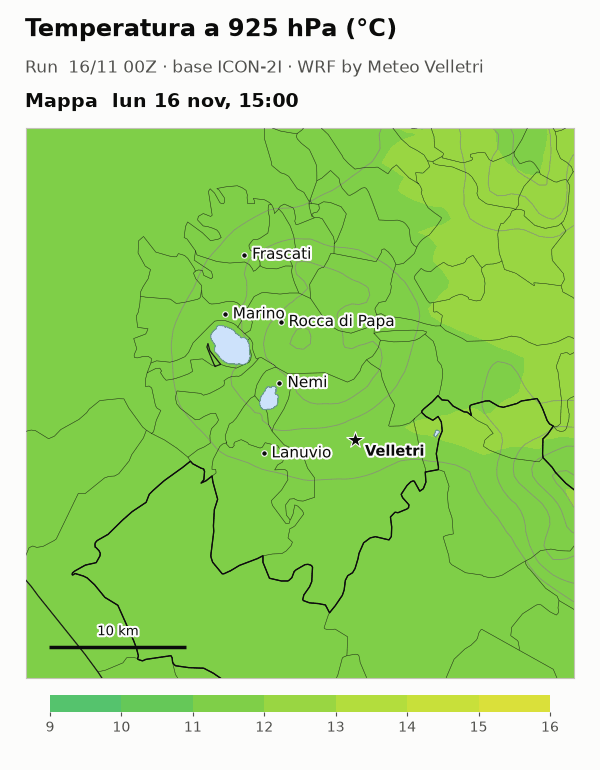 Temperatura a 925 hPa (°C)
Run  16/11 00Z · base ICON-2I · WRF by Meteo Velletri
Mappa  lun 16 nov, 15:00
Frascati
Marino
Rocca di Papa
Nemi
Velletri
Lanuvio
10 km
9 10 11 12 13 14 15 16